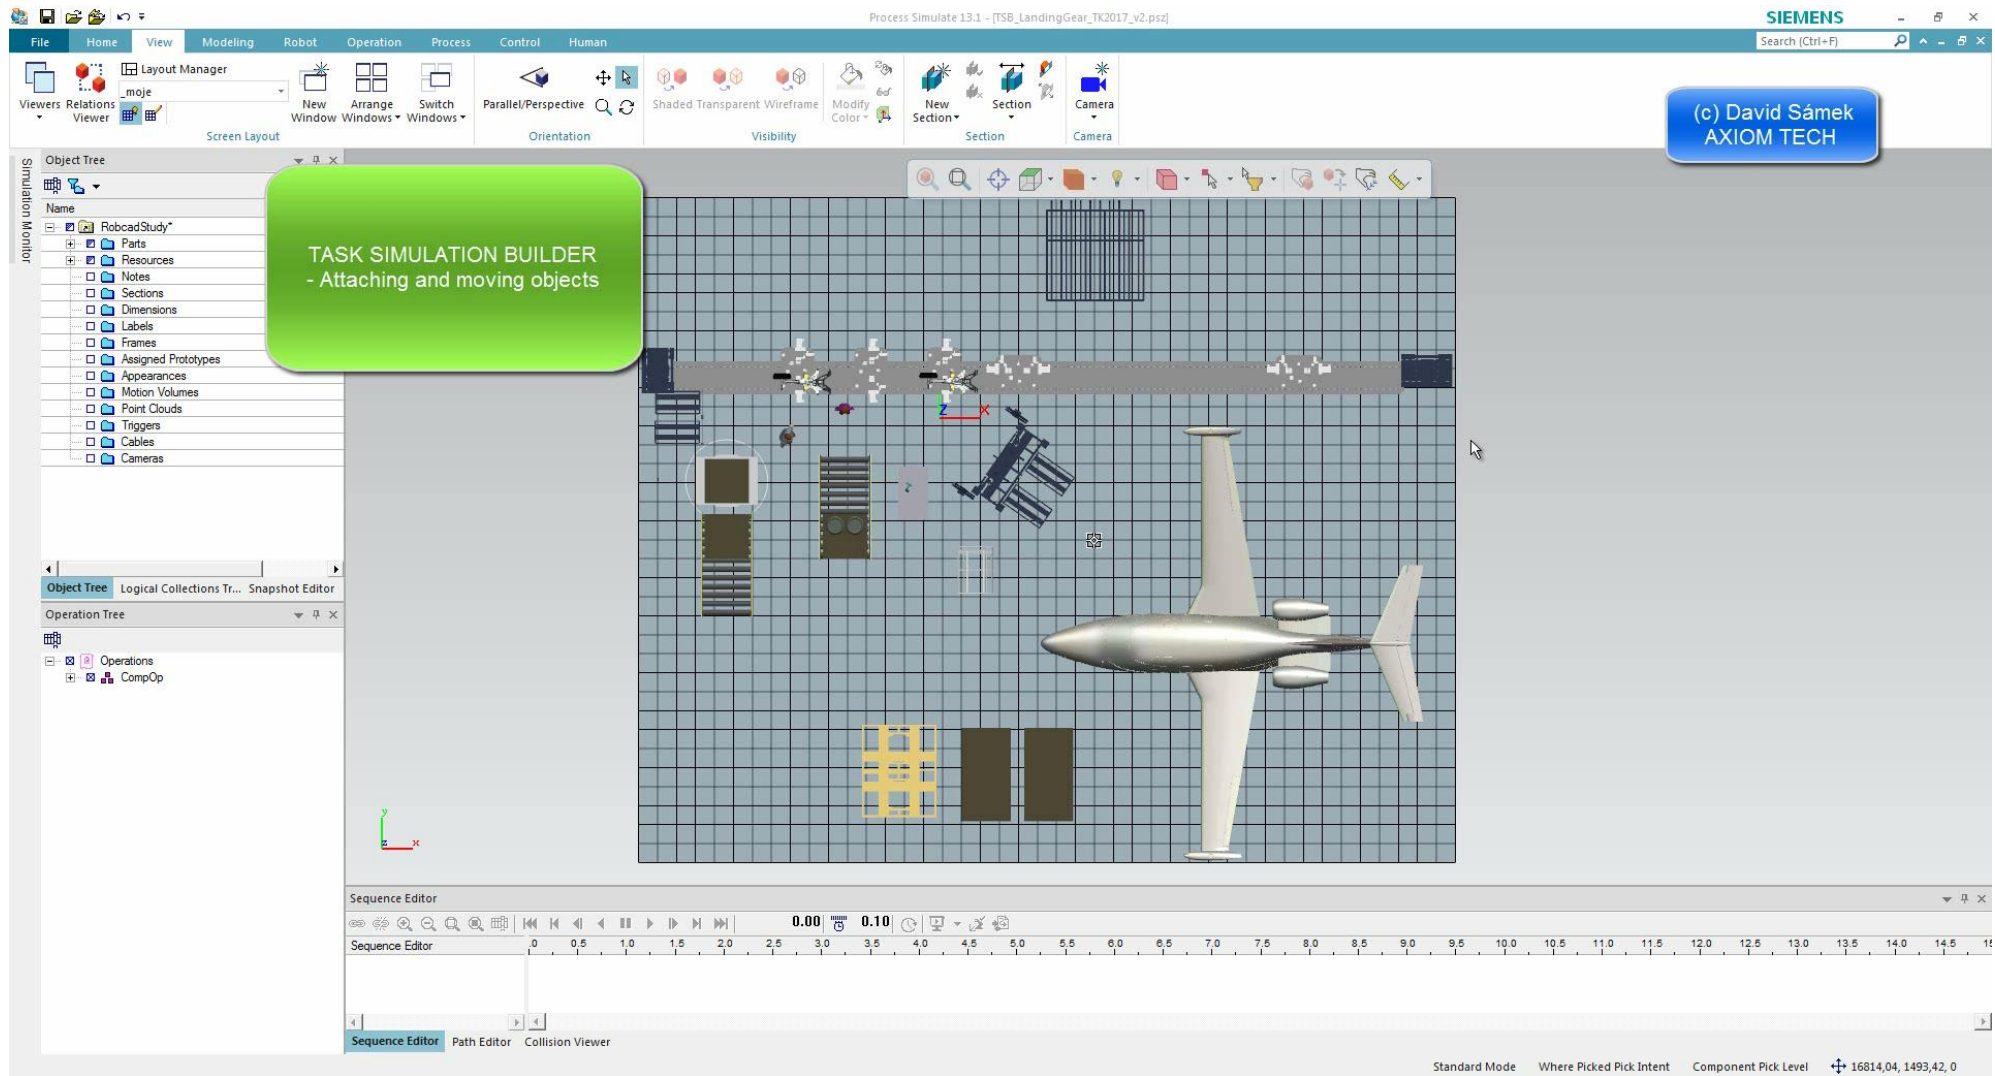 Process Simulate 13.1 - [TSB_LandingGear_TK2017_v2.psz]
SIEMENS
File Home View Modeling Robot Operation Process Control Human
Search (Ctrl+F)
Layout Manager
_moje
Viewers
Relations Viewer
New Window
Arrange Windows
Switch Windows
Screen Layout
Parallel/Perspective
Orientation
Shaded Transparent Wireframe
Modify Color
Visibility
New Section
Section
Section
Camera
Camera
(c) David Sámek
AXIOM TECH
Simulation Monitor
Object Tree
Name
RobcadStudy*
Parts
Resources
Notes
Sections
Dimensions
Labels
Frames
Assigned Prototypes
Appearances
Motion Volumes
Point Clouds
Triggers
Cables
Cameras
TASK SIMULATION BUILDER
- Attaching and moving objects
Z X
Object Tree Logical Collections Tr... Snapshot Editor
Operation Tree
Operations
CompOp
y
z x
Sequence Editor
0.00 0.10
Sequence Editor
.0 0.5 1.0 1.5 2.0 2.5 3.0 3.5 4.0 4.5 5.0 5.5 6.0 6.5 7.0 7.5 8.0 8.5 9.0 9.5 10.0 10.5 11.0 11.5 12.0 12.5 13.0 13.5 14.0 14.5
Sequence Editor Path Editor Collision Viewer
Standard Mode Where Picked Pick Intent Component Pick Level 16814,04, 1493,42, 0